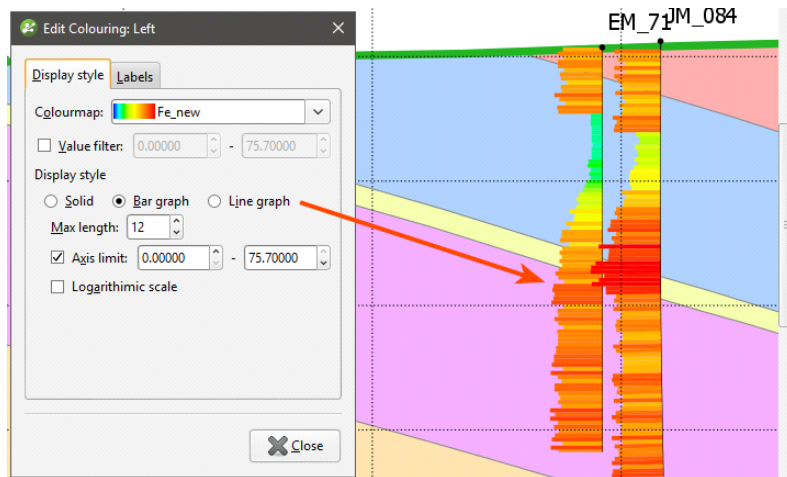 Edit Colouring: Left
Display style Labels
Colourmap: Fe_new
Value filter: 0.00000 - 75.70000
Display style
Solid Bar graph Line graph
Max length: 12
Axis limit: 0.00000 - 75.70000
Logarithimic scale
Close
EM_71 JM_084